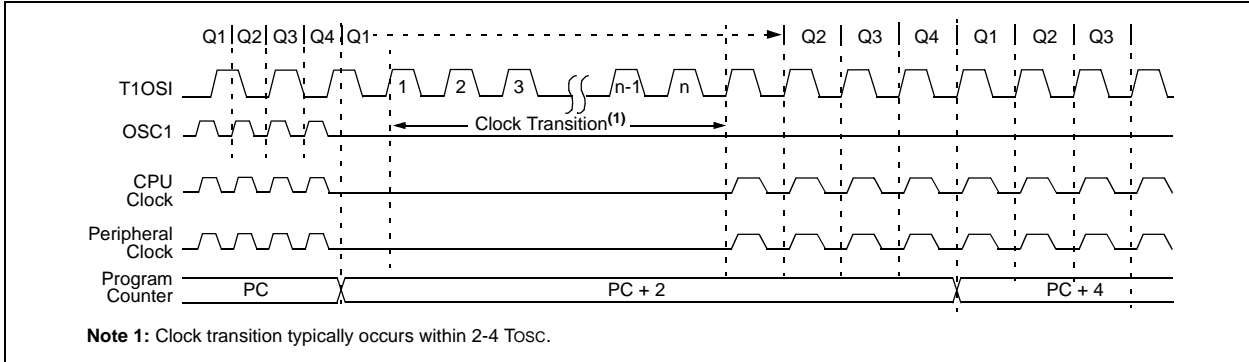 Q1 Q2 Q3 Q4 Q1 Q2 Q3 Q4 Q1 Q2 Q3
T1OSI 1 2 3 n-1 n
Clock Transition(1)
OSC1
CPU
Clock
Peripheral
Clock
Program
Counter
PC PC + 2 PC + 4
Note 1: Clock transition typically occurs within 2-4 TOSC.